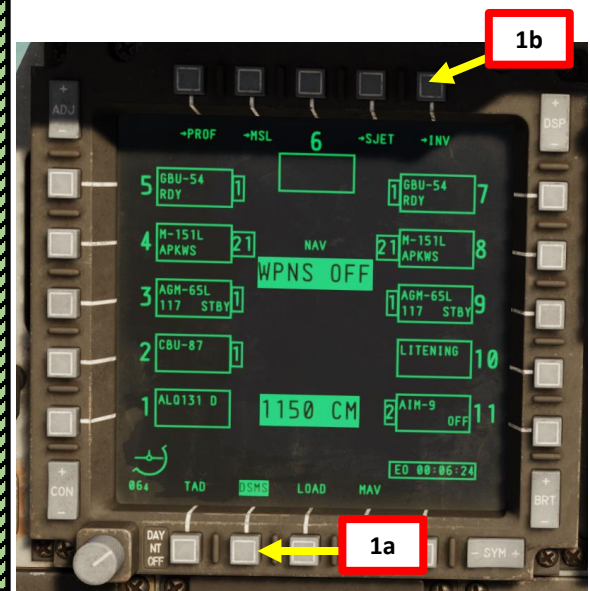 1b
ADJ
DSP
→PROF →MSL 6 →SJET →INV
5 GBU-54 RDY 1
1 GBU-54 RDY 7
4 M-151L APKWS 21
NAV
21 M-151L APKWS 8
WPNS OFF
3 AGM-65L 117 STBY 1
1 AGM-65L 117 STBY 9
2 CBU-87 1
LITENING 10
1 ALQ131 D
1150 CM
2 AIM-9 OFF 11
EO 00:06:24
064 TAD DSMS LOAD MAV
CON
BRT
DAY
NT
OFF
1a
- SYM +